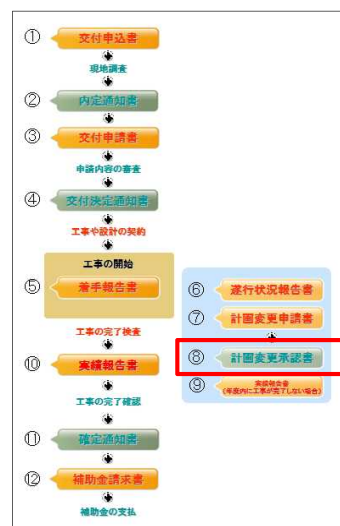 ① 交付申込書
現地調査
② 内定通知書
③ 交付申請書
申請内容の審査
④ 交付決定通知書
工事や設計の契約
工事の開始
⑤ 着手報告書
工事の完了検査
⑩ 実績報告書
工事の完了確認
⑪ 確定通知書
⑫ 補助金請求書
補助金の支払
⑥ 遂行状況報告書
⑦ 計画変更申請書
⑧ 計画変更承認書
⑨ 実績報告書
(年度内に工事が完了しない場合)